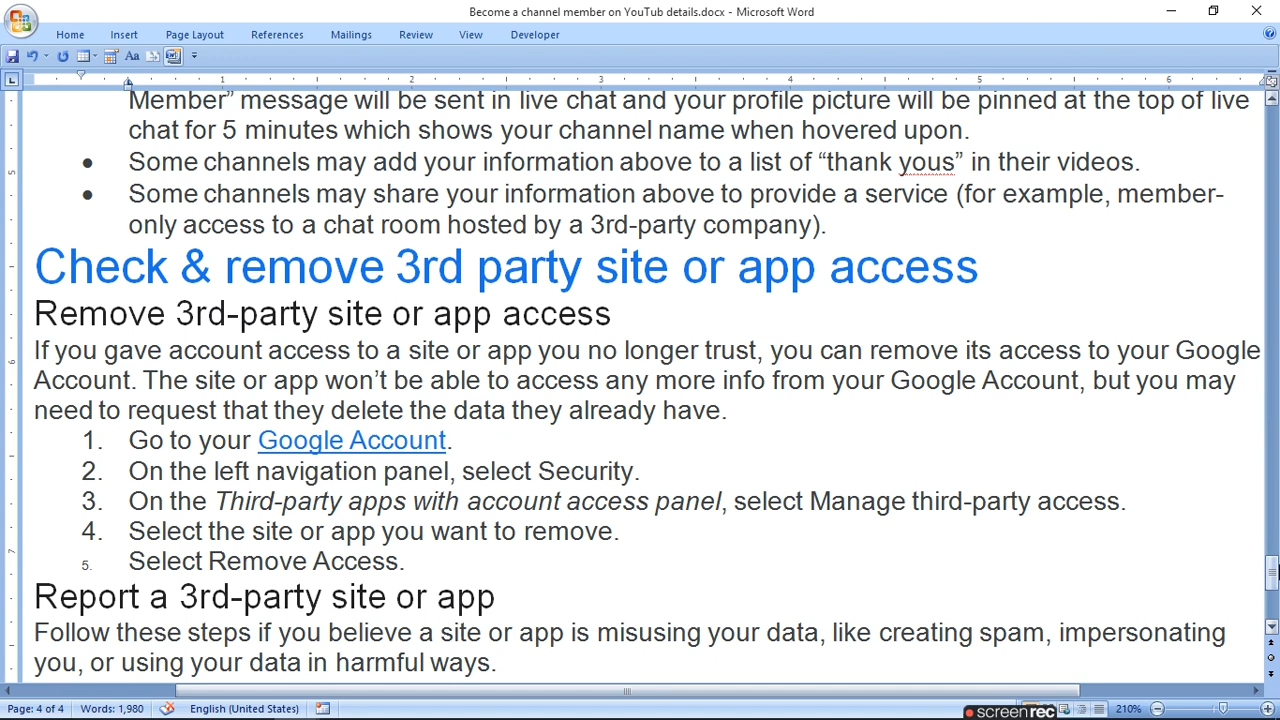 Become a channel member on YouTub details.docx - Microsoft Word
Home Insert Page Layout References Mailings Review View Developer
Member” message will be sent in live chat and your profile picture will be pinned at the top of live
chat for 5 minutes which shows your channel name when hovered upon.
• Some channels may add your information above to a list of “thank yous” in their videos.
• Some channels may share your information above to provide a service (for example, member-
only access to a chat room hosted by a 3rd-party company).
Check & remove 3rd party site or app access
Remove 3rd-party site or app access
If you gave account access to a site or app you no longer trust, you can remove its access to your Google
Account. The site or app won’t be able to access any more info from your Google Account, but you may
need to request that they delete the data they already have.
1. Go to your Google Account.
2. On the left navigation panel, select Security.
3. On the Third-party apps with account access panel, select Manage third-party access.
4. Select the site or app you want to remove.
5. Select Remove Access.
Report a 3rd-party site or app
Follow these steps if you believe a site or app is misusing your data, like creating spam, impersonating
you, or using your data in harmful ways.
Page: 4 of 4 Words: 1,980 English (United States) 210%
screenrec